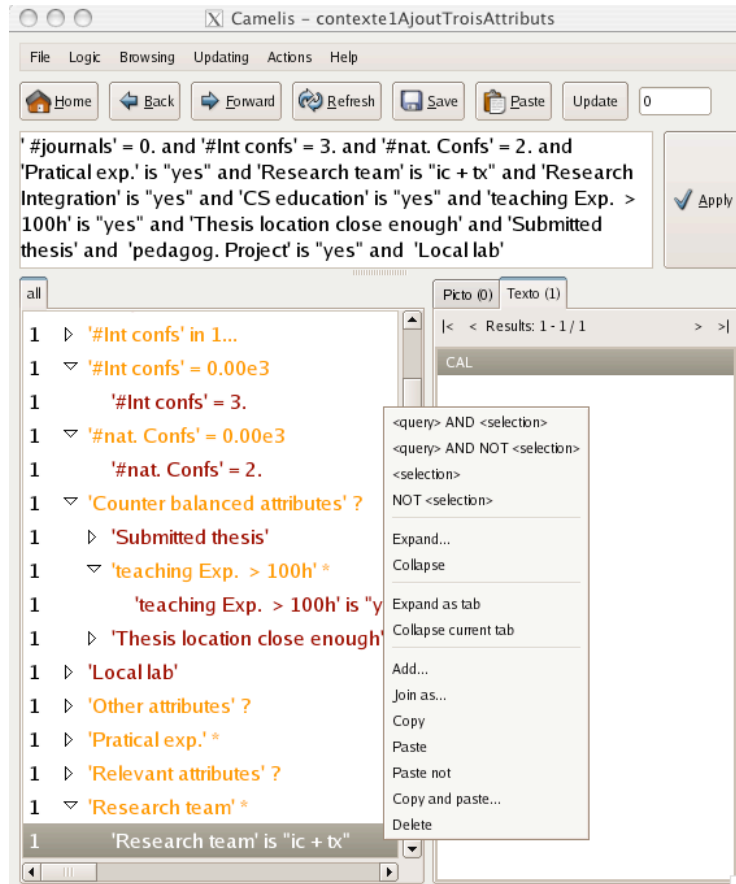 Camelis - contexte1AjoutTroisAttributs
File Logic Browsing Updating Actions Help
Home Back Forward Refresh Save Paste Update 0
' #journals' = 0. and '#Int confs' = 3. and '#nat. Confs' = 2. and
'Pratical exp.' is "yes" and 'Research team' is "ic + tx" and 'Research
Integration' is "yes" and 'CS education' is "yes" and 'teaching Exp. >
100h' is "yes" and 'Thesis location close enough' and 'Submitted
thesis' and 'pedagog. Project' is "yes" and 'Local lab'
Apply
all
1 '#Int confs' in 1...
1 '#Int confs' = 0.00e3
1 '#Int confs' = 3.
1 '#nat. Confs' = 0.00e3
1 '#nat. Confs' = 2.
1 'Counter balanced attributes' ?
1 'Submitted thesis'
1 'teaching Exp. > 100h' *
1 'teaching Exp. > 100h' is "y
1 'Thesis location close enough'
1 'Local lab'
1 'Other attributes' ?
1 'Pratical exp.' *
1 'Relevant attributes' ?
1 'Research team' *
1 'Research team' is "ic + tx"
Picto (0) Texto (1)
|< < Results: 1 - 1 / 1 > >|
CAL
<query> AND <selection>
<query> AND NOT <selection>
<selection>
NOT <selection>
Expand...
Collapse
Expand as tab
Collapse current tab
Add...
Join as...
Copy
Paste
Paste not
Copy and paste...
Delete